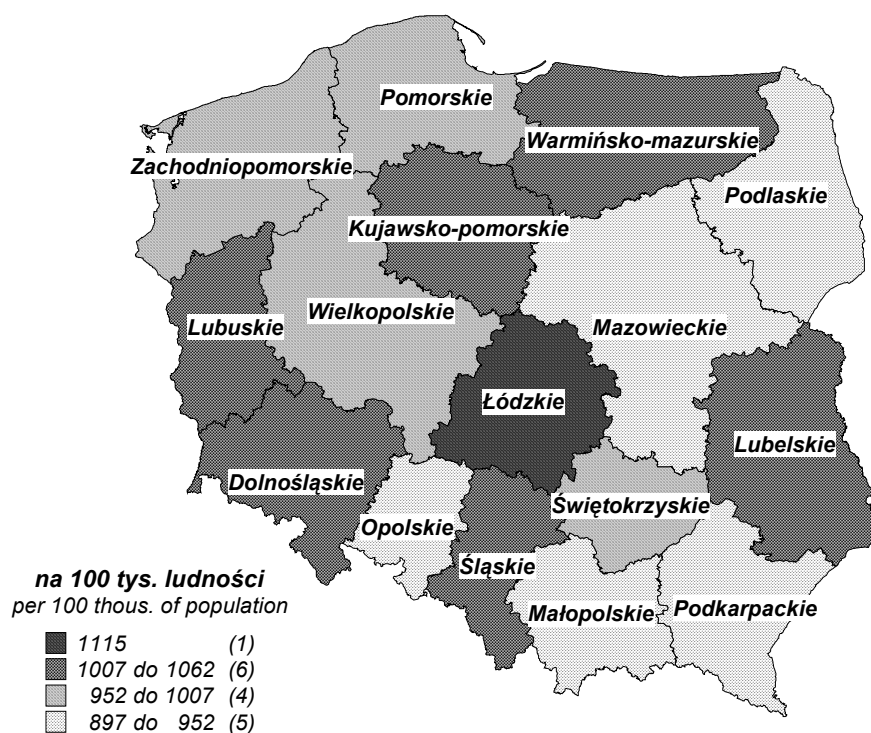 Pomorskie
Warmińsko-mazurskie
Zachodniopomorskie
Podlaskie
Kujawsko-pomorskie
Lubuskie
Wielkopolskie
Mazowieckie
Łódzkie
Lubelskie
Dolnośląskie
Świętokrzyskie
Opolskie
Śląskie
Małopolskie
Podkarpackie
na 100 tys. ludności
per 100 thous. of population
1115 (1)
1007 do 1062 (6)
952 do 1007 (4)
897 do 952 (5)